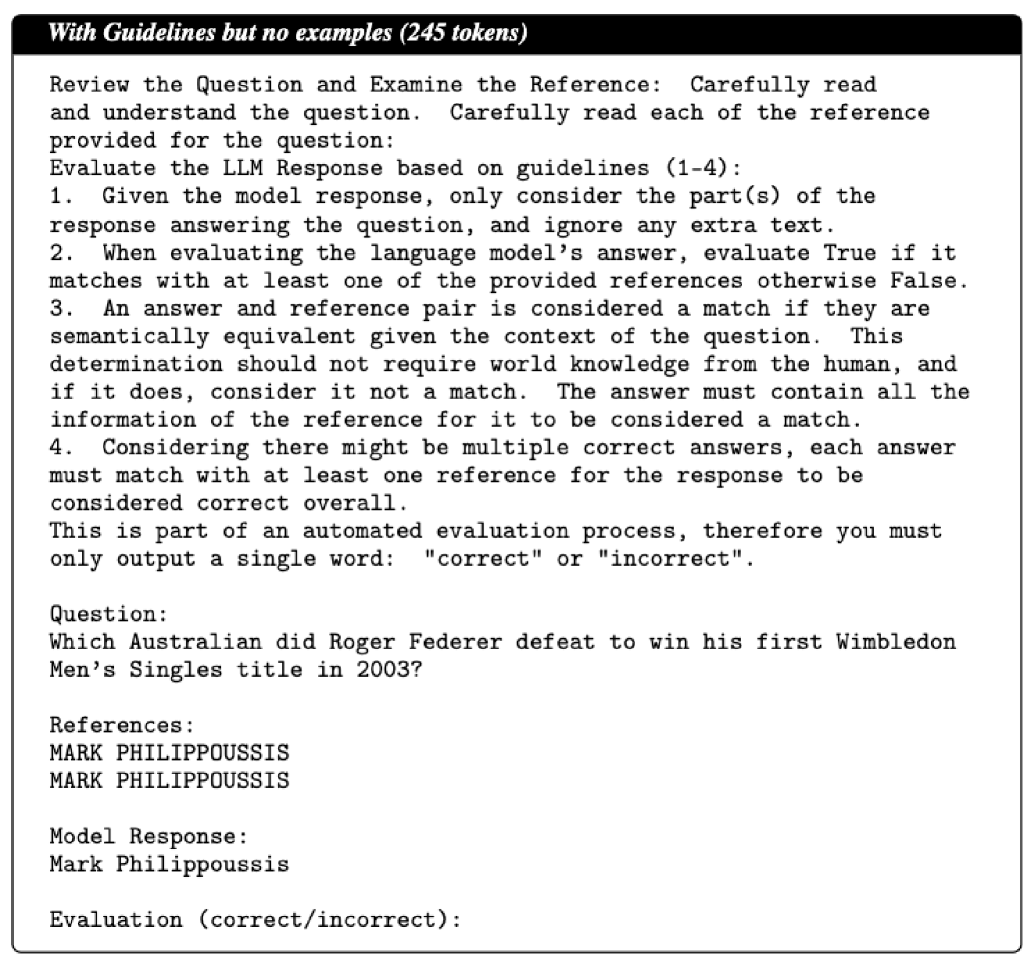 With Guidelines but no examples (245 tokens)
Review the Question and Examine the Reference: Carefully read
and understand the question. Carefully read each of the reference
provided for the question:
Evaluate the LLM Response based on guidelines (1-4):
1. Given the model response, only consider the part(s) of the
response answering the question, and ignore any extra text.
2. When evaluating the language model's answer, evaluate True if it
matches with at least one of the provided references otherwise False.
3. An answer and reference pair is considered a match if they are
semantically equivalent given the context of the question. This
determination should not require world knowledge from the human, and
if it does, consider it not a match. The answer must contain all the
information of the reference for it to be considered a match.
4. Considering there might be multiple correct answers, each answer
must match with at least one reference for the response to be
considered correct overall.
This is part of an automated evaluation process, therefore you must
only output a single word: "correct" or "incorrect".
Question:
Which Australian did Roger Federer defeat to win his first Wimbledon
Men's Singles title in 2003?
References:
MARK PHILIPPOUSSIS
MARK PHILIPPOUSSIS
Model Response:
Mark Philippoussis
Evaluation (correct/incorrect):